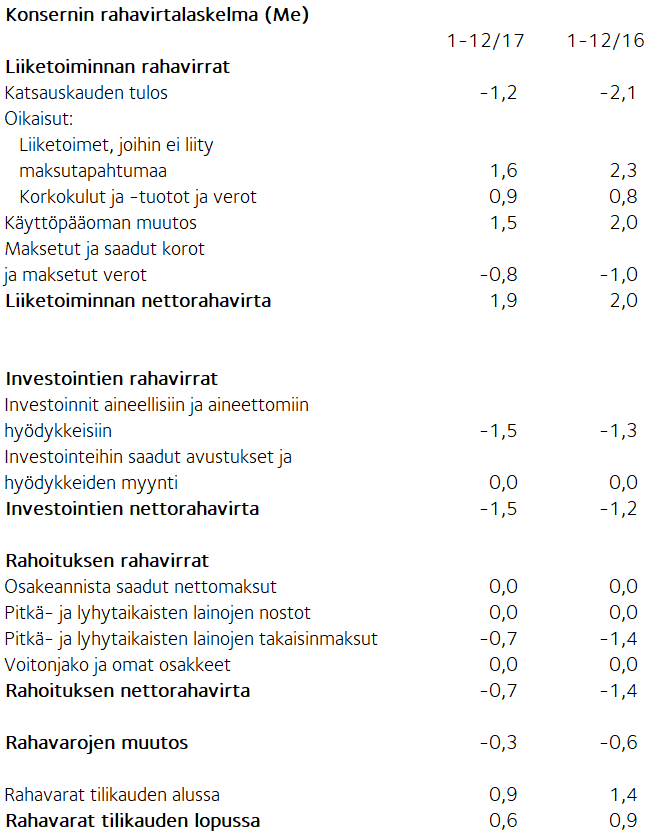 Konsernin rahavirtalaskelma (Me)
1-12/17 1-12/16
Liiketoiminnan rahavirrat
Katsauskauden tulos -1,2 -2,1
Oikaisut:
Liiketoimet, joihin ei liity
maksutapahtumaa 1,6 2,3
Korkokulut ja -tuotot ja verot 0,9 0,8
Käyttöpääoman muutos 1,5 2,0
Maksetut ja saadut korot
ja maksetut verot -0,8 -1,0
Liiketoiminnan nettorahavirta 1,9 2,0
Investointien rahavirrat
Investoinnit aineellisiin ja aineettomiin
hyödykkeisiin -1,5 -1,3
Investointeihin saadut avustukset ja
hyödykkeiden myynti 0,0 0,0
Investointien nettorahavirta -1,5 -1,2
Rahoituksen rahavirrat
Osakeannista saadut nettomaksut 0,0 0,0
Pitkä- ja lyhytaikaisten lainojen nostot 0,0 0,0
Pitkä- ja lyhytaikaisten lainojen takaisinmaksut -0,7 -1,4
Voitonjako ja omat osakkeet 0,0 0,0
Rahoituksen nettorahavirta -0,7 -1,4
Rahavarojen muutos -0,3 -0,6
Rahavarat tilikauden alussa 0,9 1,4
Rahavarat tilikauden lopussa 0,6 0,9